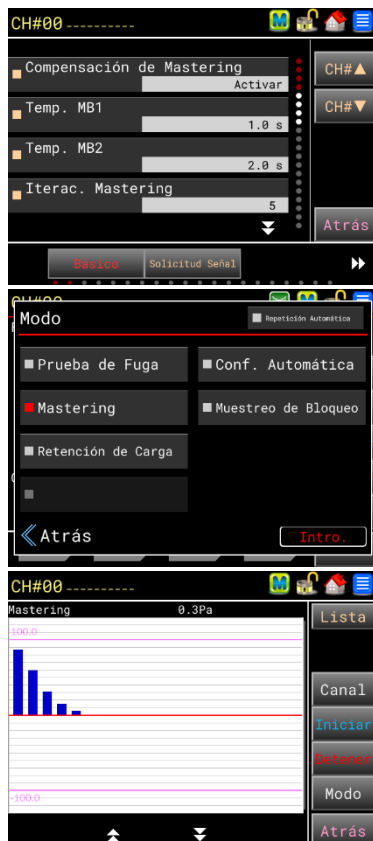 CH#00----------
M
Compensación de Mastering
Activar
CH#▲
Temp. MB1
1.0 s
CH#▼
Temp. MB2
2.0 s
Iterac. Mastering
5
Atrás
Básico
Solicitud Señal
Modo
Repetición Automática
Prueba de Fuga
Conf. Automática
Mastering
Muestreo de Bloqueo
Retención de Carga
Atrás
Intro.
CH#00----------
M
Mastering 0.3Pa
Lista
100.0
Canal
Iniciar
Detener
-100.0
Modo
Atrás